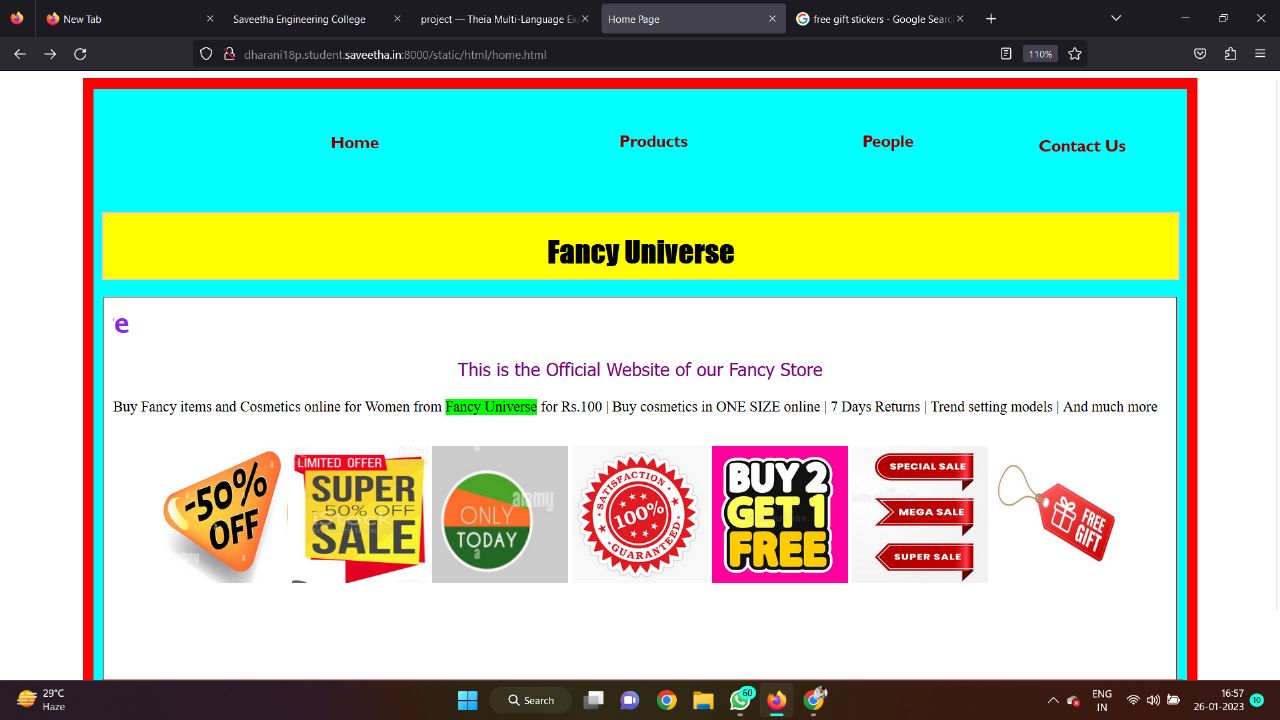 New Tab
Saveetha Engineering College
project — Theia Multi-Language Ex
Home Page
free gift stickers - Google Searc
dharani18p.student.saveetha.in:8000/static/html/home.html
110%
Home
Products
People
Contact Us
Fancy Universe
e
This is the Official Website of our Fancy Store
Buy Fancy items and Cosmetics online for Women from Fancy Universe for Rs.100 | Buy cosmetics in ONE SIZE online | 7 Days Returns | Trend setting models | And much more
-50%
OFF
LIMITED OFFER
SUPER
50% OFF
SALE
ONLY
TODAY
a
SATISFACTION
100%
GUARANTEED
BUY 2
GET 1
FREE
SPECIAL SALE
MEGA SALE
SUPER SALE
FREE
GIFT
29°C
Haze
Search
60
ENG
IN
16:57
26-01-2023
10